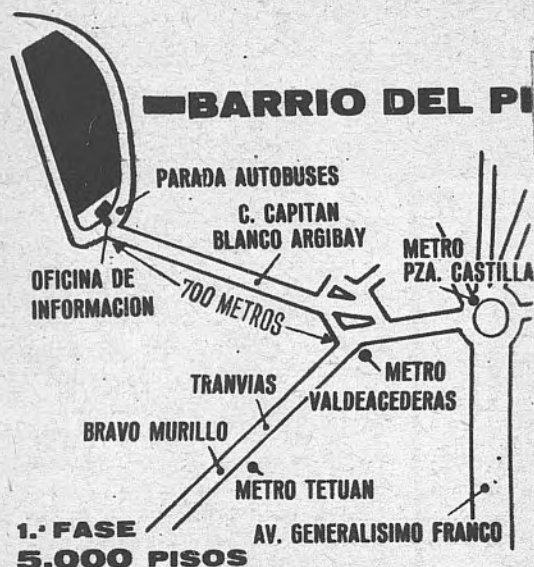 BARRIO DEL PI
PARADA AUTOBUSES
C. CAPITAN
BLANCO ARGIBAY
METRO
PZA. CASTILLA
OFICINA DE
INFORMACION
700 METROS
METRO
VALDEACEDERAS
TRANVIAS
BRAVO MURILLO
METRO TETUAN
AV. GENERALISIMO FRANCO
1.ª FASE
5.000 PISOS